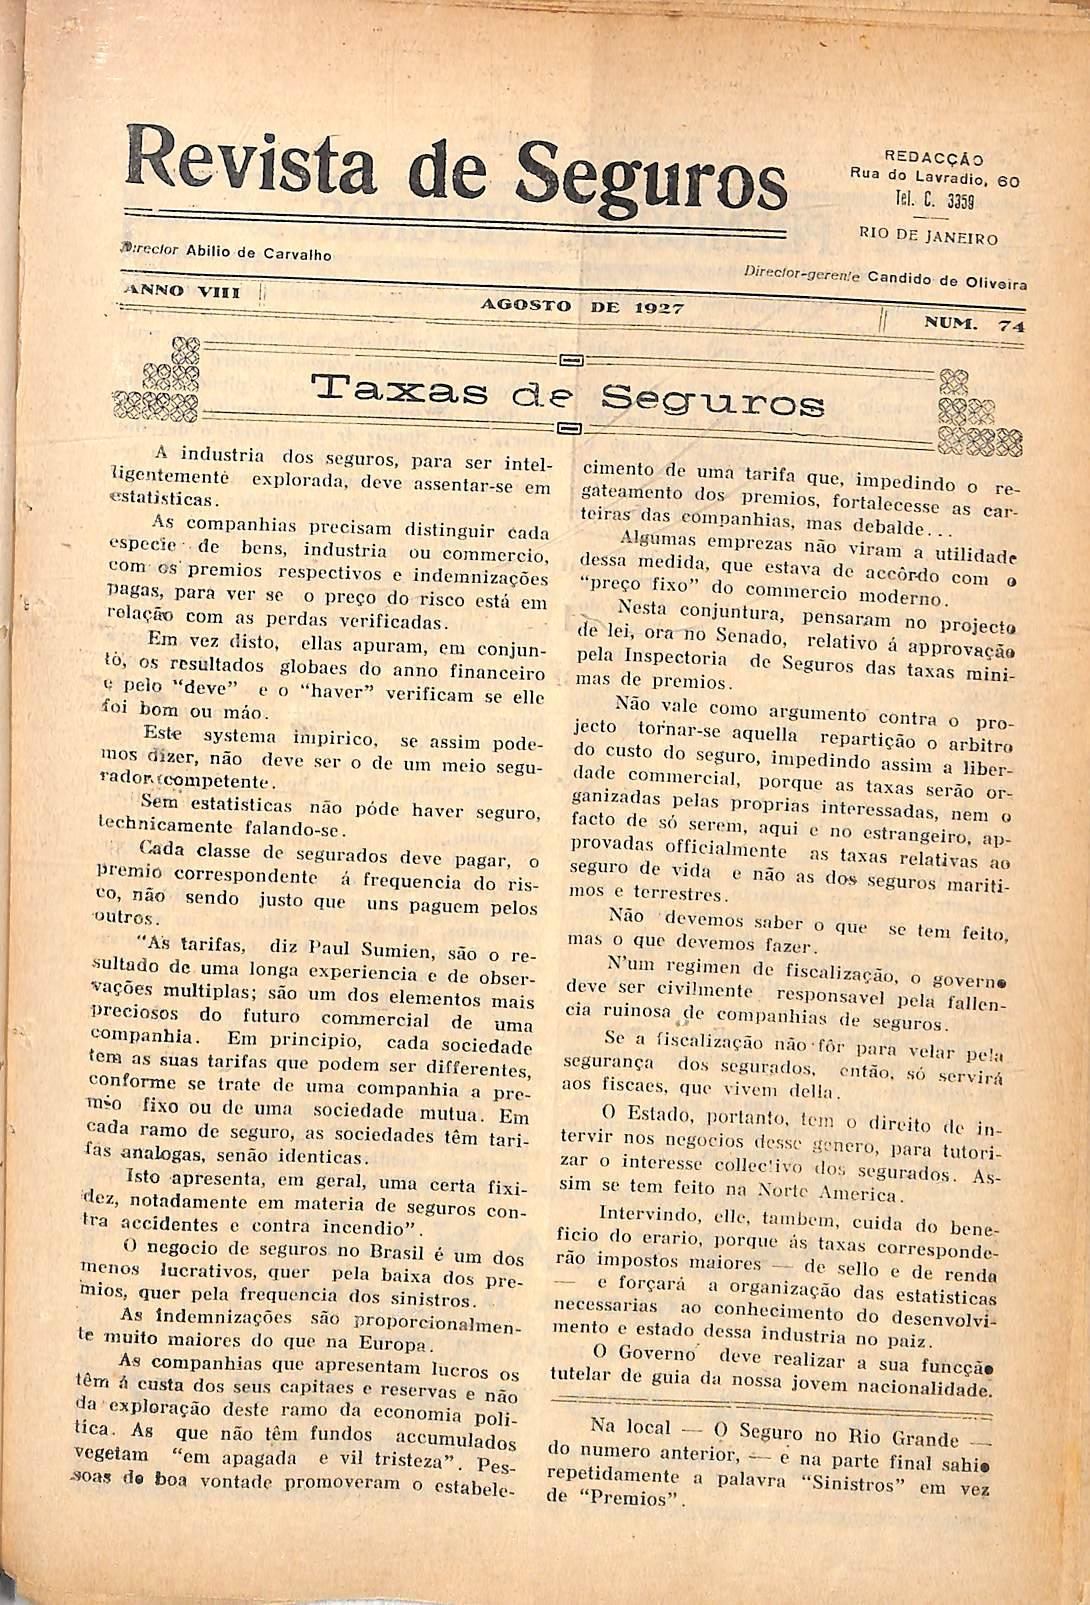 Revista de Seguros
REDACÇÃO
Rua do Lavradio, 60
Tel. C. 3359
RIO DE JANEIRO
Director Abilio de Carvalho
Director-gerente Candido de Oliveira
ANNO VIII
AGOSTO DE 1927
NUM. 74
Taxas de Seguros
A industria dos seguros, para ser intel-
ligentemente explorada, deve assentar-se em
estatisticas.
As companhias precisam distinguir cada
especie de bens, industria ou commercio,
com os premios respectivos e indemnizações
pagas, para ver se o preço do risco está em
relação com as perdas verificadas.
Em vez disto, ellas apuram, em conjun-
tó, os resultados globaes do anno financeiro
e pelo "deve" e o "haver" verificam se elle
foi bom ou máo.
Este systema impirico, se assim pode-
mos dizer, não deve ser o de um meio segu-
rador competente.
Sem estatisticas não póde haver seguro,
technicamente falando-se.
Cada classe de segurados deve pagar, o
premio correspondente á frequencia do ris-
co, não sendo justo que uns paguem pelos
outros.
"As tarifas, diz Paul Sumien, são o re-
sultado de uma longa experiencia e de obser-
vações multiplas; são um dos elementos mais
preciosos do futuro commercial de uma
companhia. Em principio, cada sociedade
tem as suas tarifas que podem ser differentes,
conforme se trate de uma companhia a pre-
mio fixo ou de uma sociedade mutua. Em
cada ramo de seguro, as sociedades têm tari-
fas analogas, senão identicas.
Isto apresenta, em geral, uma certa fixi-
dez, notadamente em materia de seguros con-
tra accidentes e contra incendio".
O negocio de seguros no Brasil é um dos
menos lucrativos, quer pela baixa dos pre-
mios, quer pela frequencia dos sinistros.
As indemnizações são proporcionalmen-
te muito maiores do que na Europa.
As companhias que apresentam lucros os
têm á custa dos seus capitaes e reservas e não
da exploração deste ramo da economia poli-
tica. As que não têm fundos accumulados
vegetam "em apagada e vil tristeza". Pes-
soas de boa vontade promoveram o estabele-
cimento de uma tarifa que, impedindo o re-
gateamento dos premios, fortalecesse as car-
teiras das companhias, mas debalde...
Algumas emprezas não viram a utilidade
dessa medida, que estava de accôrdo com o
"preço fixo" do commercio moderno.
Nesta conjuntura, pensaram no projecto
de lei, ora no Senado, relativo á approvação
pela Inspectoria de Seguros das taxas mini-
mas de premios.
Não vale como argumento contra o pro-
jecto tornar-se aquella repartição o arbitro
do custo do seguro, impedindo assim a liber-
dade commercial, porque as taxas serão or-
ganizadas pelas proprias interessadas, nem o
facto de só serem, aqui e no estrangeiro, ap-
provadas officialmente as taxas relativas ao
seguro de vida e não as dos seguros mariti-
mos e terrestres.
Não devemos saber o que se tem feito,
mas o que devemos fazer.
N'um regimen de fiscalização, o governo
deve ser civilmente responsavel pela fallen-
cia ruinosa de companhias de seguros.
Se a fiscalização não fôr para velar pela
segurança dos segurados, então, só servirá
aos fiscaes, que vivem della.
O Estado, portanto, tem o direito de in-
tervir nos negocios desse genero, para tutori-
zar o interesse collectivo dos segurados. As-
sim se tem feito na Norte America.
Intervindo, elle, tambem, cuida do bene-
ficio do erario, porque ás taxas corresponde-
rão impostos maiores — de sello e de renda
— e forçará a organização das estatisticas
necessarias ao conhecimento do desenvolvi-
mento e estado dessa industria no paiz.
O Governo deve realizar a sua funcção
tutelar de guia da nossa jovem nacionalidade.
Na local — O Seguro no Rio Grande —
do numero anterior, — e na parte final sahio
repetidamente a palavra "Sinistros" em vez
de "Premios".